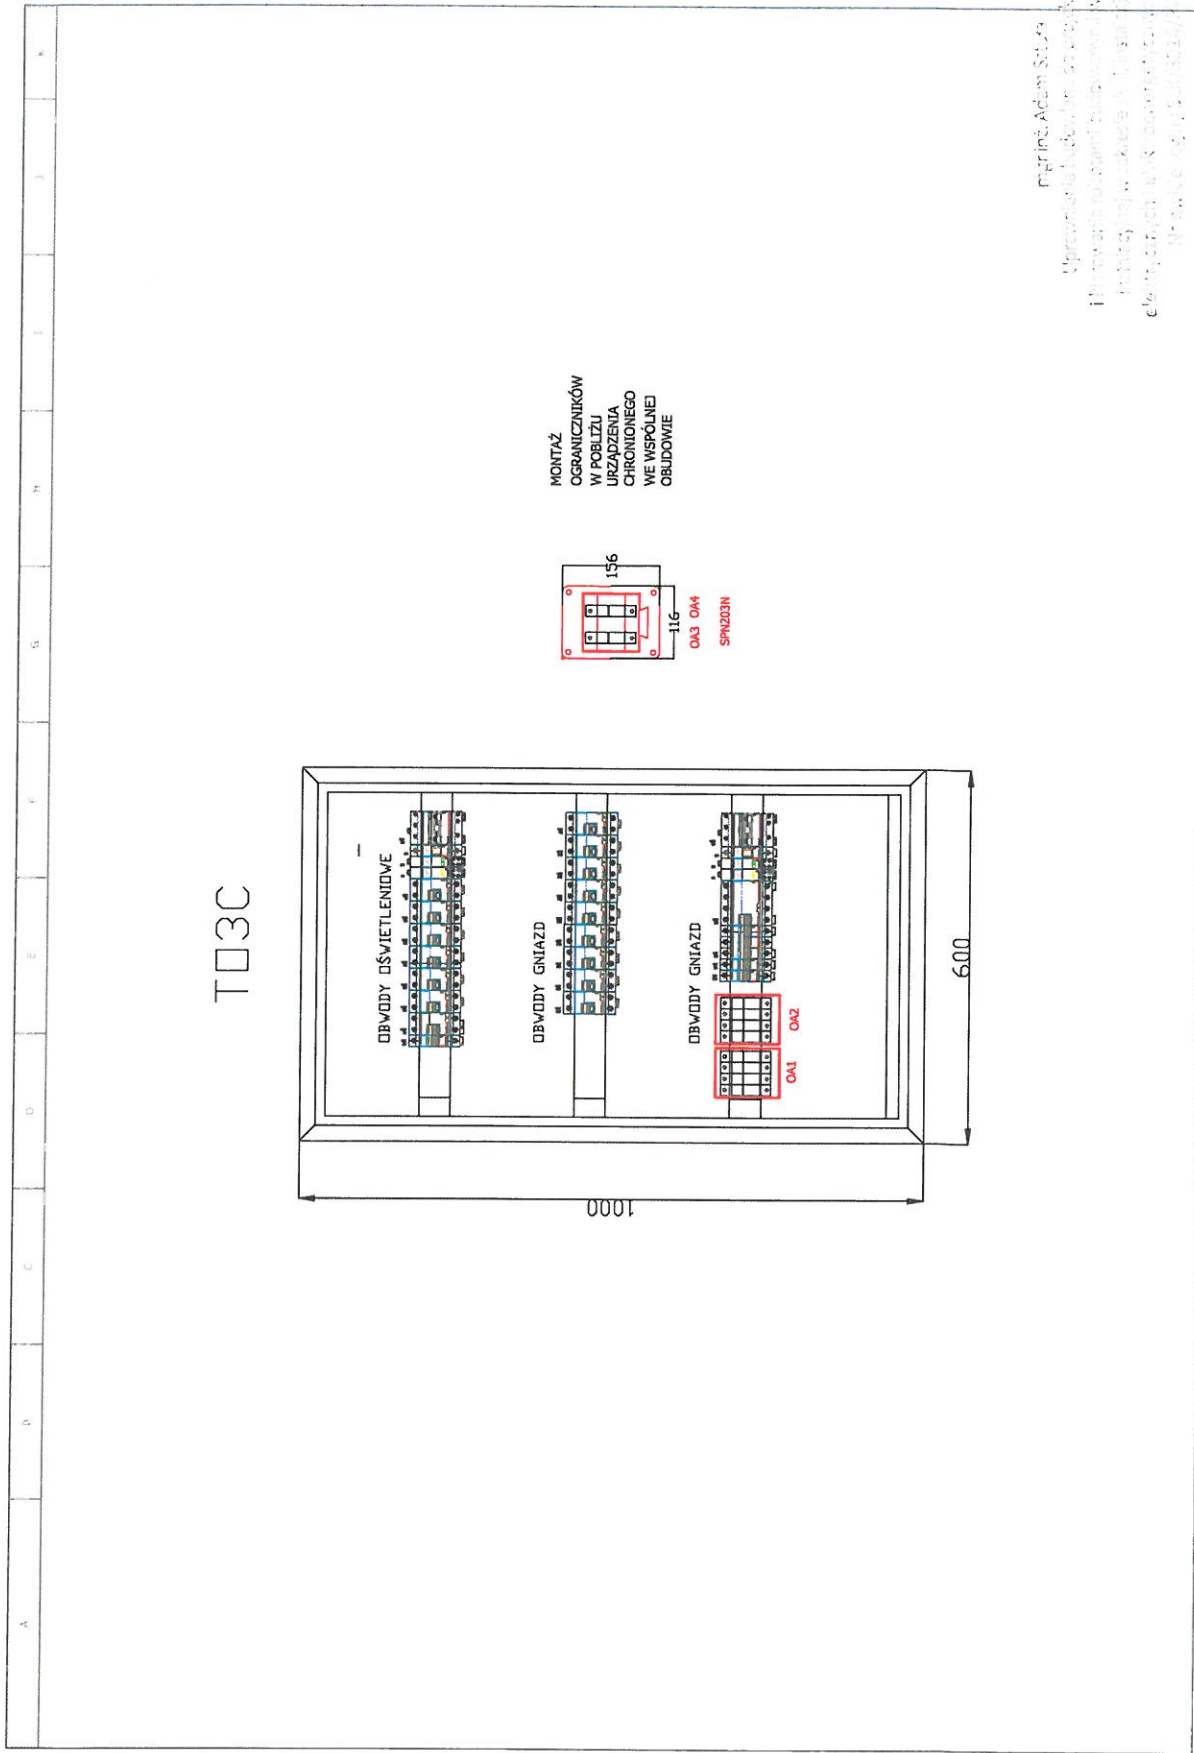 TO3C
OBWODY OŚWIETLENIOWE
OBWODY GNIAZD
OBWODY GNIAZD
OA1
OA2
1000
600
MONTAŻ
OGRANICZNIKÓW
W POBLIŻU
URZĄDZENIA
CHRONIONEGO
WE WSPÓLNEJ
OBUDOWIE
156
116
OA3 OA4
SPN203N
mgr inż. Adam
A
C
D
E
F
G
H
I
J
K